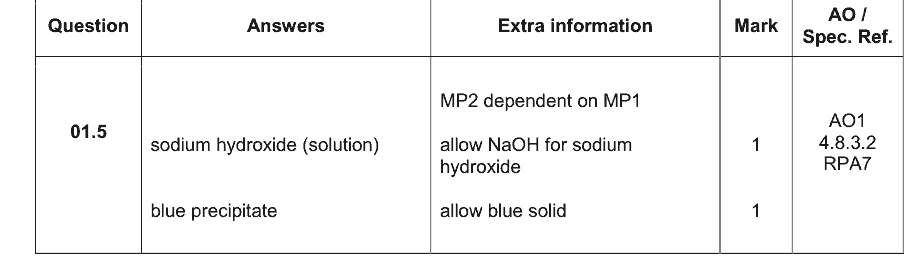 Question Answers Extra information Mark AO /
Spec. Ref.
MP2 dependent on MP1
01.5 sodium hydroxide (solution) allow NaOH for sodium
hydroxide 1 AO1
4.8.3.2
RPA7
blue precipitate allow blue solid 1